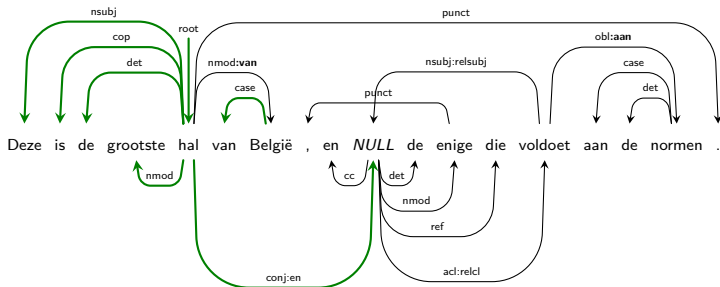 nsubj
punct
cop
root
obl:aan
det
nmod:van
nsubj:relsubj
case
case
punct
det
Deze is de grootste hal van België , en NULL de enige die voldoet aan de normen .
nmod
cc
det
nmod
ref
acl:relcl
conj:en